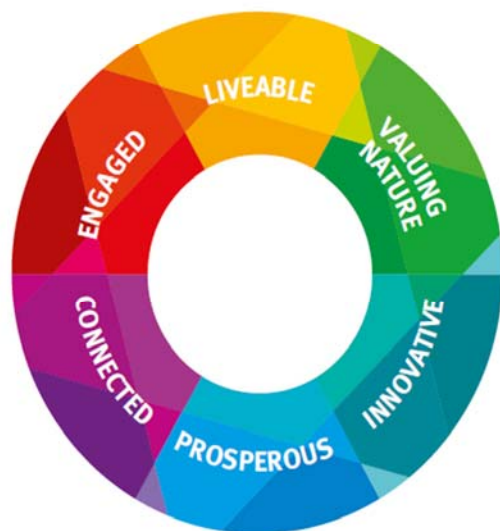 LIVEABLE
VALUING
NATURE
INNOVATIVE
PROSPEROUS
CONNECTED
ENGAGED